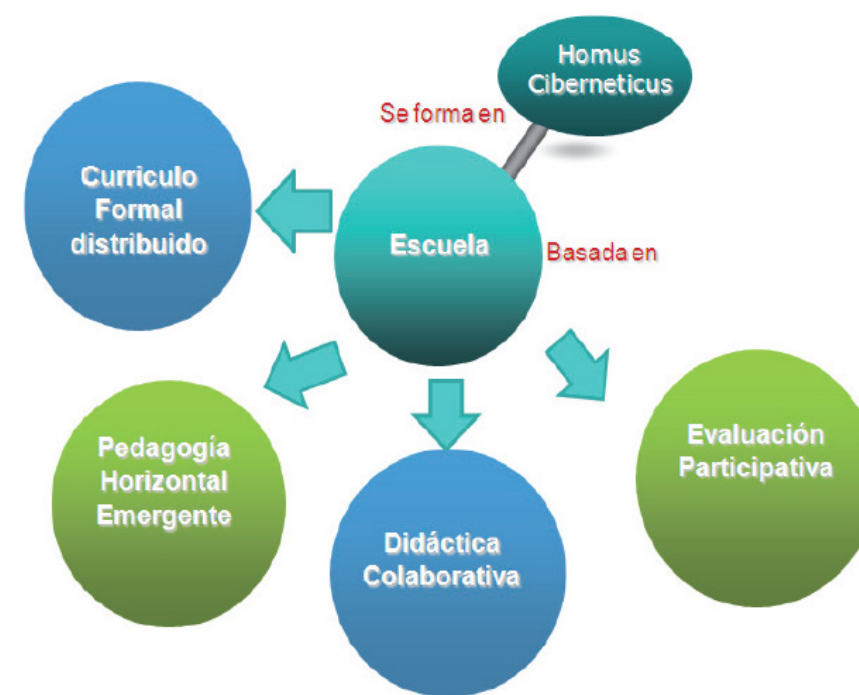 Homus
Ciberneticus
Se forma en
Curriculo
Formal
distribuido
Escuela
Basada en
Pedagogía
Horizontal
Emergente
Didáctica
Colaborativa
Evaluación
Participativa